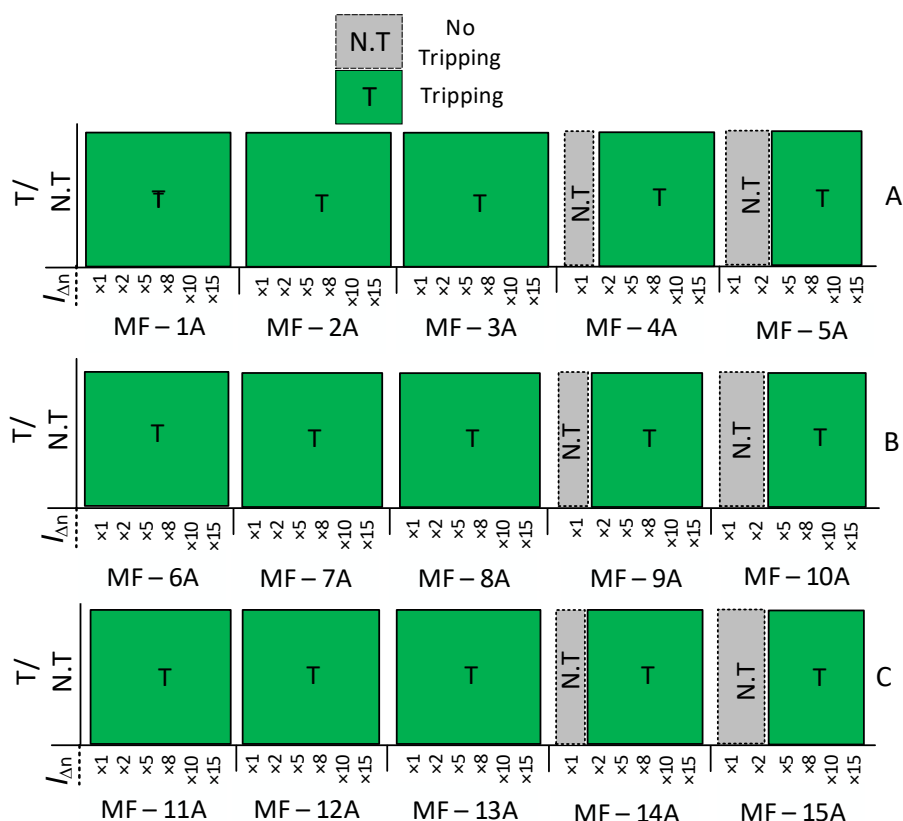 N.T
No
Tripping
T
Tripping
T/
N.T
T
T
T
N.T
T
N.T
T
A
IΔn
×1 ×2 ×5 ×8 ×10 ×15
×1 ×2 ×5 ×8 ×10 ×15
×1 ×2 ×5 ×8 ×10 ×15
×1 ×2 ×5 ×8 ×10 ×15
×1 ×2 ×5 ×8 ×10 ×15
MF – 1A
MF – 2A
MF – 3A
MF – 4A
MF – 5A
T/
N.T
T
T
T
N.T
T
N.T
T
B
IΔn
×1 ×2 ×5 ×8 ×10 ×15
×1 ×2 ×5 ×8 ×10 ×15
×1 ×2 ×5 ×8 ×10 ×15
×1 ×2 ×5 ×8 ×10 ×15
×1 ×2 ×5 ×8 ×10 ×15
MF – 6A
MF – 7A
MF – 8A
MF – 9A
MF – 10A
T/
N.T
T
T
T
N.T
T
N.T
T
C
IΔn
×1 ×2 ×5 ×8 ×10 ×15
×1 ×2 ×5 ×8 ×10 ×15
×1 ×2 ×5 ×8 ×10 ×15
×1 ×2 ×5 ×8 ×10 ×15
×1 ×2 ×5 ×8 ×10 ×15
MF – 11A
MF – 12A
MF – 13A
MF – 14A
MF – 15A